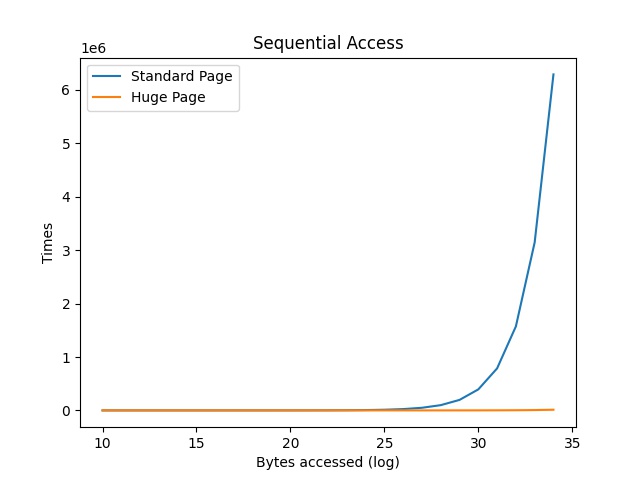 Sequential Access
1e6
Standard Page
Huge Page
6
5
4
3
2
1
0
Times
10 15 20 25 30 35
Bytes accessed (log)